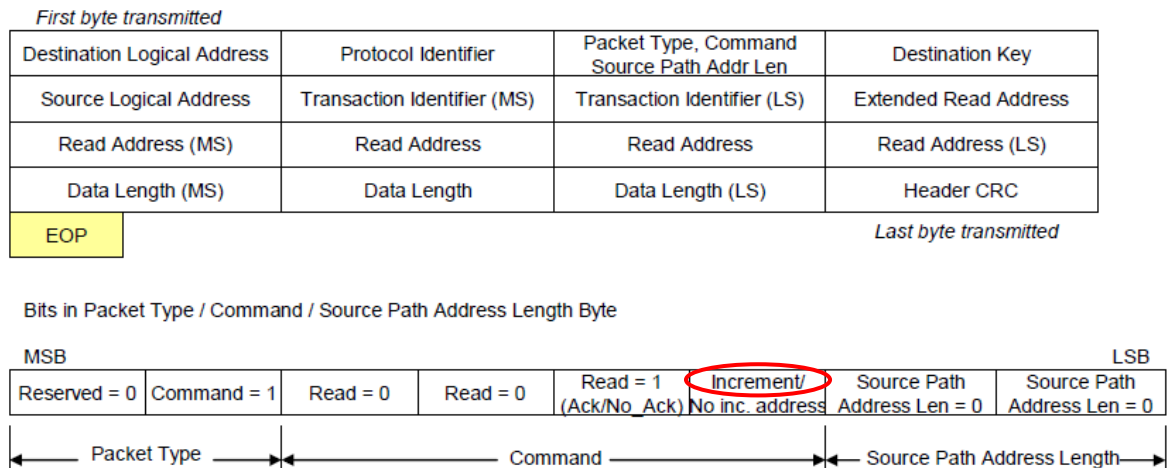 First byte transmitted
Destination Logical Address Protocol Identifier Packet Type, Command Destination Key
Source Path Addr Len
Source Logical Address Transaction Identifier (MS) Transaction Identifier (LS) Extended Read Address
Read Address (MS) Read Address Read Address Read Address (LS)
Data Length (MS) Data Length Data Length (LS) Header CRC
EOP Last byte transmitted
Bits in Packet Type / Command / Source Path Address Length Byte
MSB LSB
Reserved = 0 Command = 1 Read = 0 Read = 0 Read = 1 Increment/ Source Path Source Path
(Ack/No_Ack) No inc. address Address Len = 0 Address Len = 0
Packet Type Command Source Path Address Length